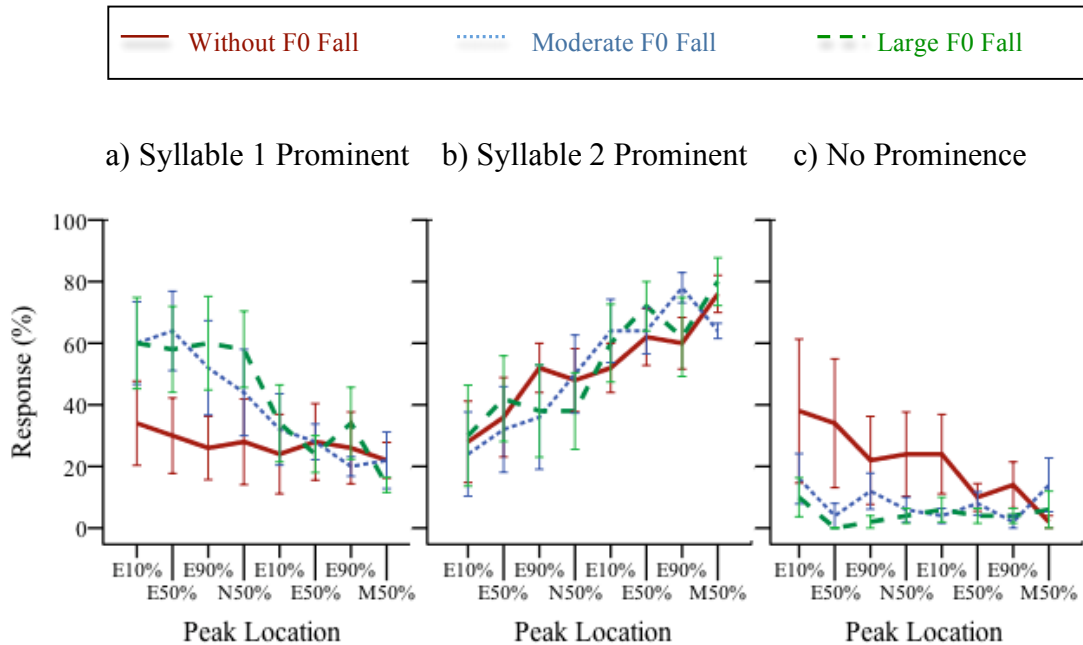 Without F0 Fall Moderate F0 Fall Large F0 Fall
a) Syllable 1 Prominent b) Syllable 2 Prominent c) No Prominence
Response (%)
100
80
60
40
20
0
E10% E90% E10% E90% E10% E90% E10% E90% E10% E90% E10% E90%
E50% N50% E50% M50% E50% N50% E50% M50% E50% N50% E50% M50%
Peak Location Peak Location Peak Location